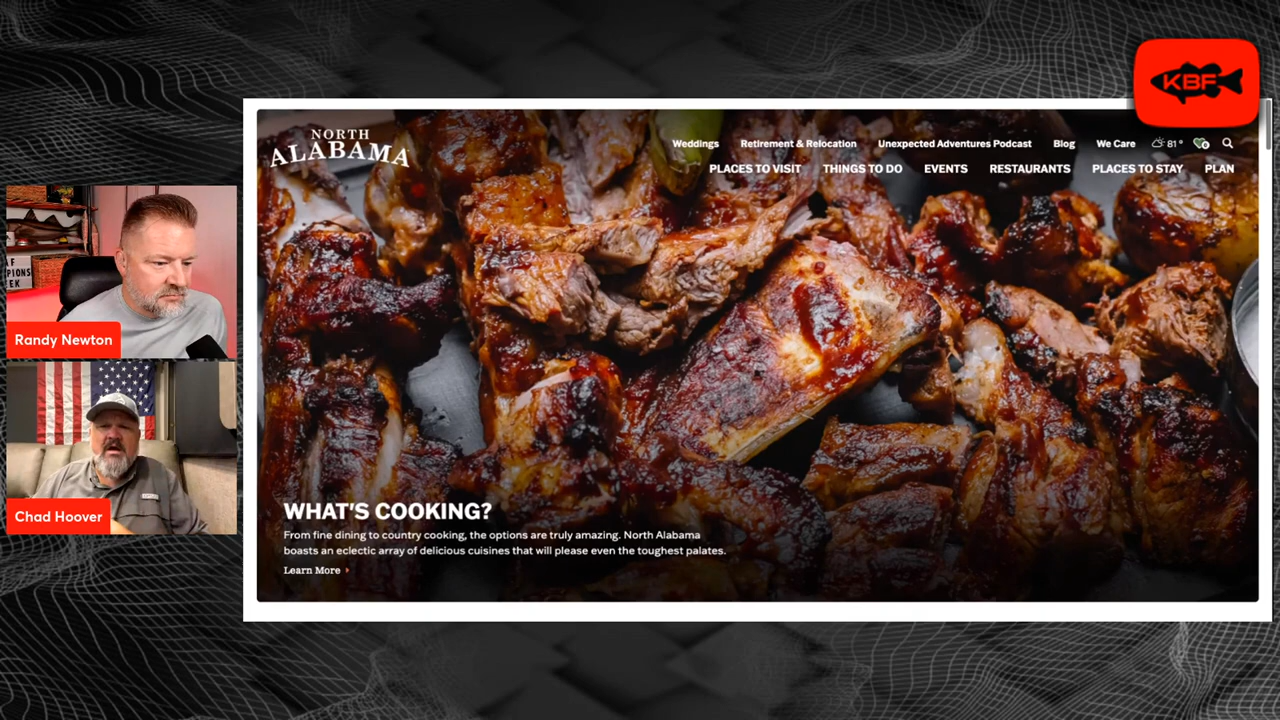 KBF
NORTH
ALABAMA
Weddings Retirement & Relocation Unexpected Adventures Podcast Blog We Care 81°
PLACES TO VISIT THINGS TO DO EVENTS RESTAURANTS PLACES TO STAY PLAN
Randy Newton
Chad Hoover
WHAT'S COOKING?
From fine dining to country cooking, the options are truly amazing. North Alabama
boasts an eclectic array of delicious cuisines that will please even the toughest palates.
Learn More